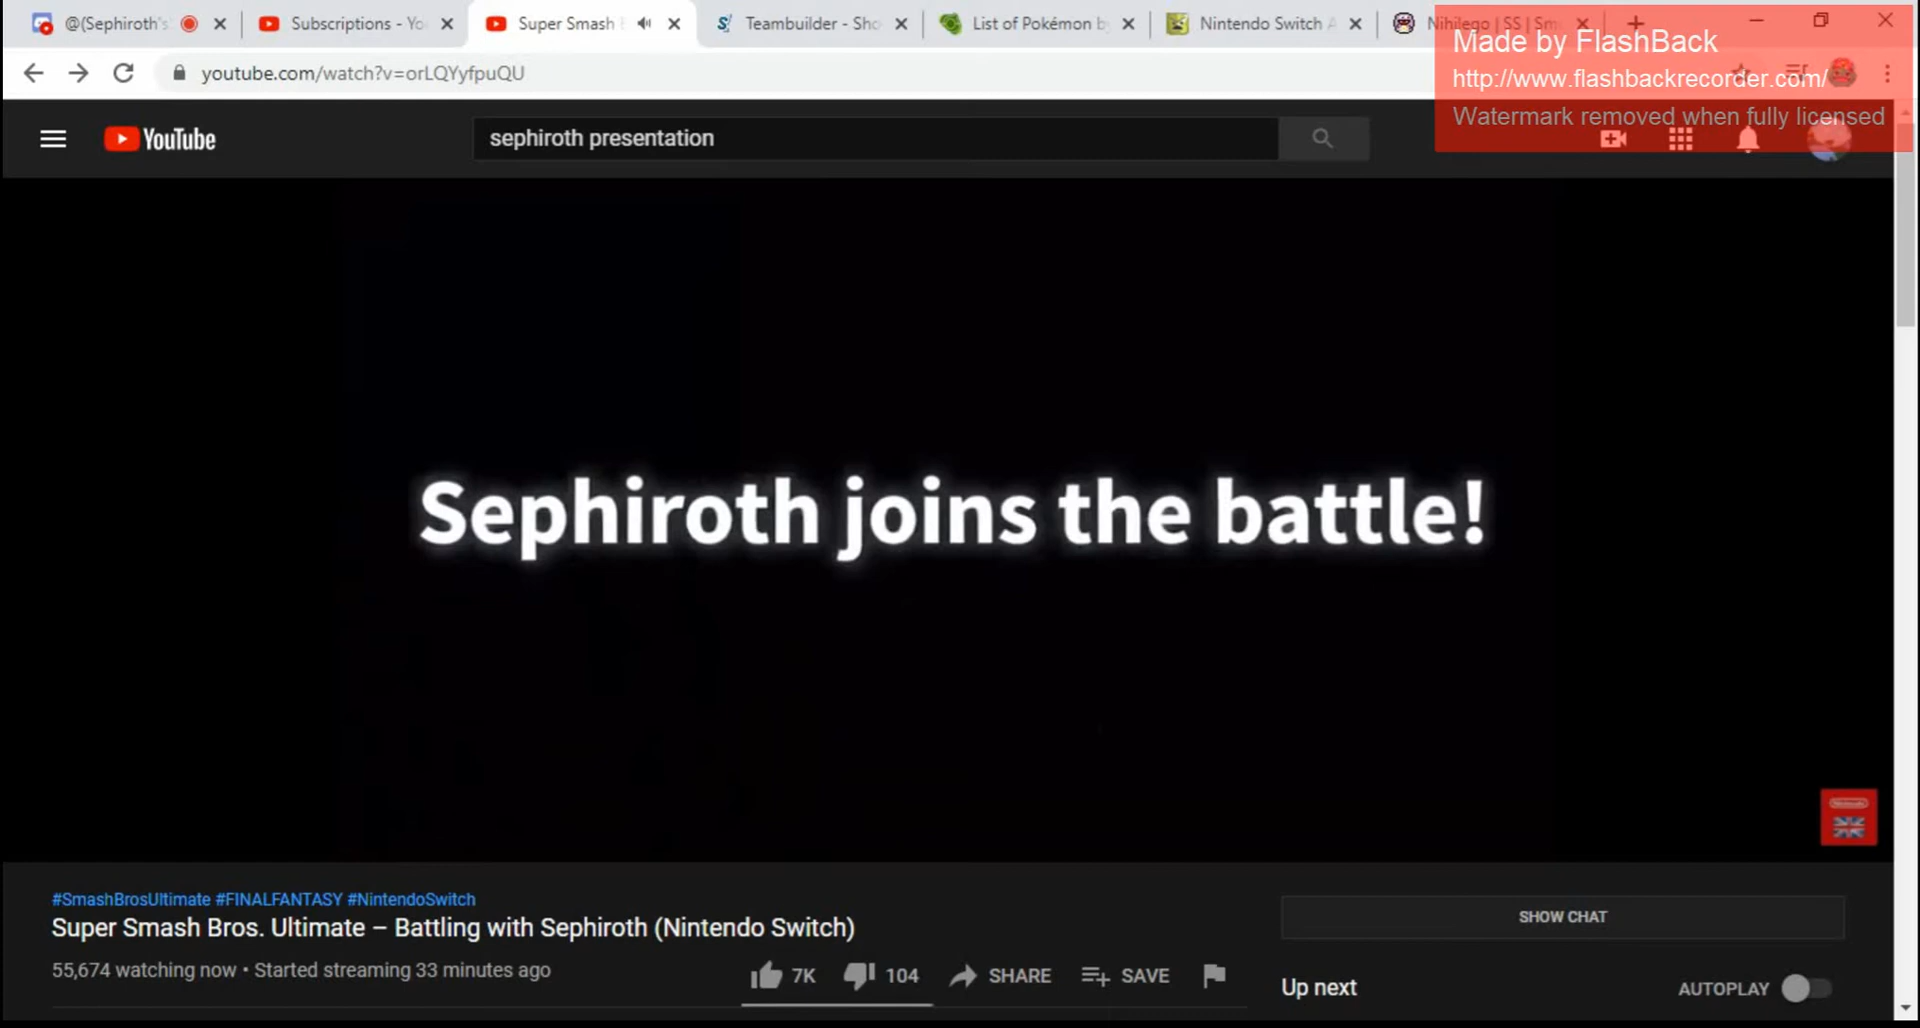 @(Sephiroth's
Subscriptions - Yo
Super Smash
Teambuilder - Sho
List of Pokémon b
Nintendo Switch A
Nihilego | SS | Sm
Made by FlashBack
http://www.flashbackrecorder.com/
Watermark removed when fully licensed
youtube.com/watch?v=orLQYyfpuQU
YouTube
sephiroth presentation
Sephiroth joins the battle!
Nintendo
#SmashBrosUltimate #FINALFANTASY #NintendoSwitch
Super Smash Bros. Ultimate – Battling with Sephiroth (Nintendo Switch)
55,674 watching now • Started streaming 33 minutes ago
7K
104
SHARE
SAVE
SHOW CHAT
Up next
AUTOPLAY